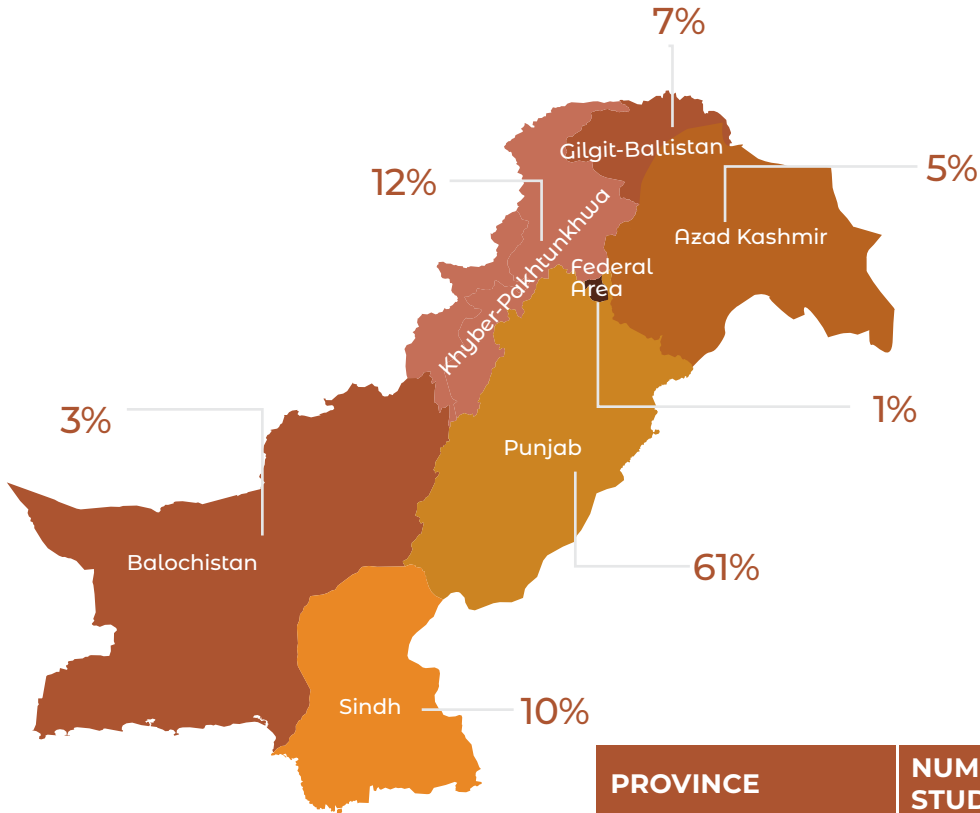 7%
Gilgit-Baltistan
12%
5%
Khyber-Pakhtunkhwa
Azad Kashmir
Federal
Area
3%
1%
Punjab
Balochistan
61%
Sindh
10%
PROVINCE